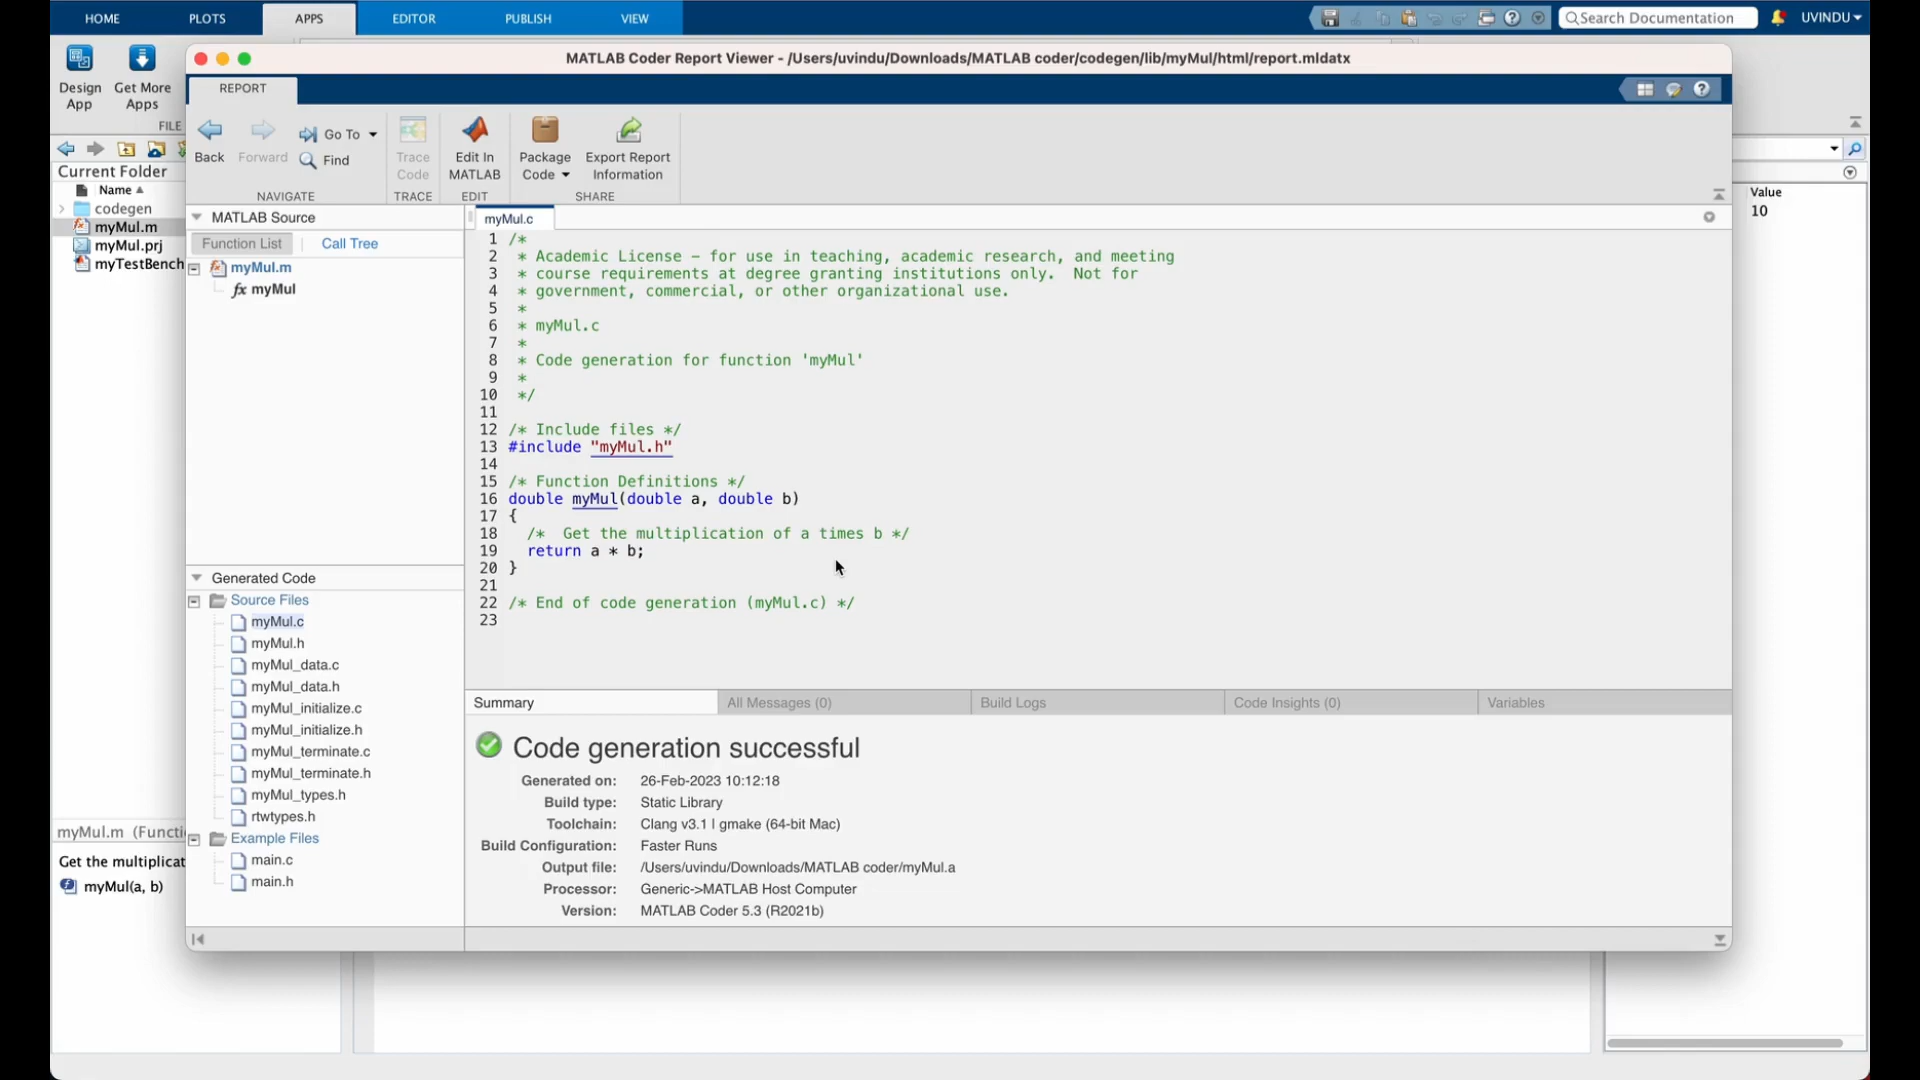 HOME PLOTS APPS EDITOR PUBLISH VIEW Search Documentation UVINDU
MATLAB Coder Report Viewer - /Users/uvindu/Downloads/MATLAB coder/codegen/lib/myMul/html/report.mldatx
REPORT
Design App
Get More Apps
FILE
Back Forward Go To Find
Trace Code
Edit In MATLAB
Package Code
Export Report Information
NAVIGATE TRACE EDIT SHARE
Current Folder
Name
codegen
myMul.m
myMul.prj
myTestBench
Value
10
MATLAB Source
Function List Call Tree
myMul.m
fx myMul
myMul.c
1 /*
2 * Academic License - for use in teaching, academic research, and meeting
3 * course requirements at degree granting institutions only. Not for
4 * government, commercial, or other organizational use.
5 *
6 * myMul.c
7 *
8 * Code generation for function 'myMul'
9 *
10 */
11
12 /* Include files */
13 #include "myMul.h"
14
15 /* Function Definitions */
16 double myMul(double a, double b)
17 {
18 /* Get the multiplication of a times b */
19 return a * b;
20 }
21
22 /* End of code generation (myMul.c) */
23
Generated Code
Source Files
myMul.c
myMul.h
myMul_data.c
myMul_data.h
myMul_initialize.c
myMul_initialize.h
myMul_terminate.c
myMul_terminate.h
myMul_types.h
rtwtypes.h
Example Files
main.c
main.h
Summary All Messages (0) Build Logs Code Insights (0) Variables
Code generation successful
Generated on: 26-Feb-2023 10:12:18
Build type: Static Library
Toolchain: Clang v3.1 | gmake (64-bit Mac)
Build Configuration: Faster Runs
Output file: /Users/uvindu/Downloads/MATLAB coder/myMul.a
Processor: Generic->MATLAB Host Computer
Version: MATLAB Coder 5.3 (R2021b)
myMul.m (Functi
Get the multiplicat
myMul(a, b)